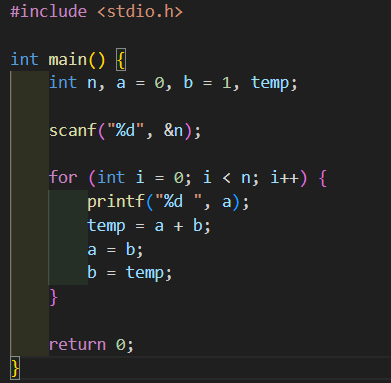 #include <stdio.h>
int main() {
    int n, a = 0, b = 1, temp;
    scanf("%d", &n);
    for (int i = 0; i < n; i++) {
        printf("%d ", a);
        temp = a + b;
        a = b;
        b = temp;
    }
    return 0;
}